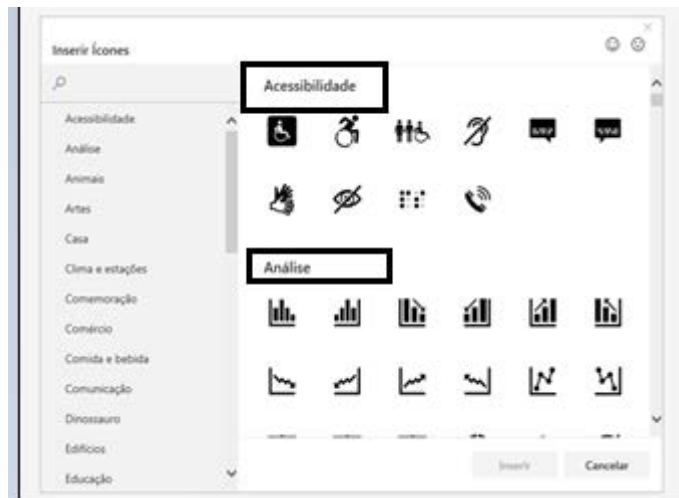 Inserir Ícones
Acessibilidade
Análise
Animais
Artes
Casa
Clima e estações
Comemoração
Comércio
Comida e bebida
Comunicação
Dinossauro
Edifícios
Educação
Acessibilidade
Análise
Inserir
Cancelar